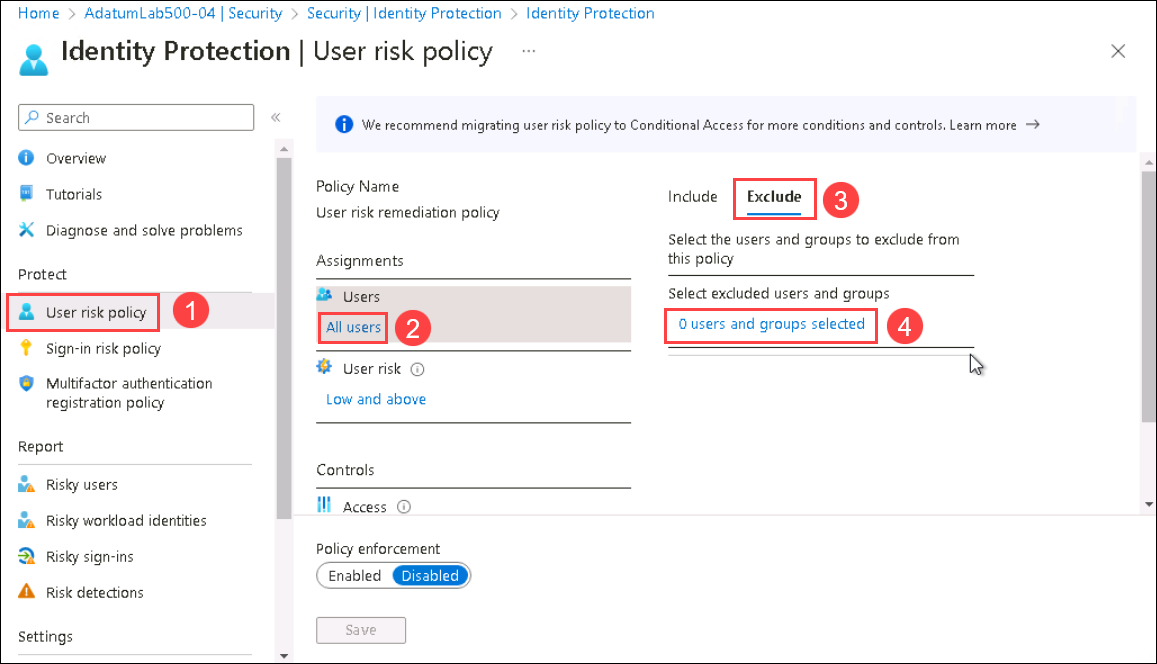 Home > AdatumLab500-04 | Security > Security | Identity Protection > Identity Protection
Identity Protection | User risk policy ...
Search
«
Overview
Tutorials
Diagnose and solve problems
Protect
User risk policy
1
Sign-in risk policy
Multifactor authentication
registration policy
Report
Risky users
Risky workload identities
Risky sign-ins
Risk detections
Settings
We recommend migrating user risk policy to Conditional Access for more conditions and controls. Learn more →
Policy Name
User risk remediation policy
Assignments
Users
All users
2
User risk
Low and above
Controls
Access
Include
Exclude
3
Select the users and groups to exclude from
this policy
Select excluded users and groups
0 users and groups selected
4
Policy enforcement
Enabled Disabled
Save